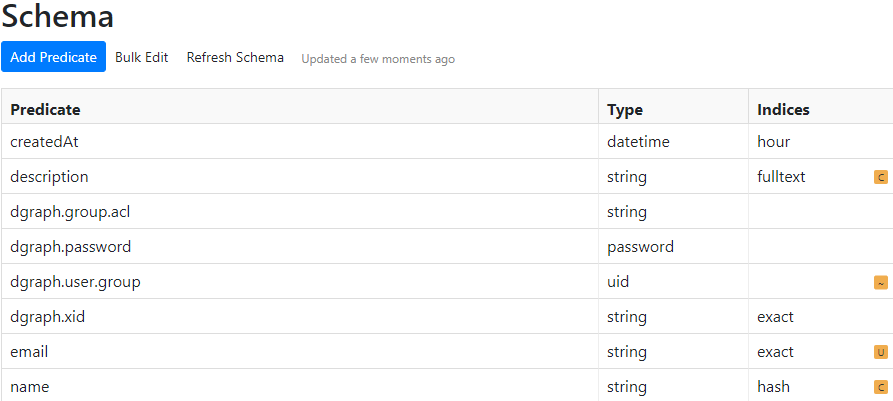 Schema
Add Predicate Bulk Edit Refresh Schema Updated a few moments ago
Predicate Type Indices
createdAt datetime hour
description string fulltext C
dgraph.group.acl string
dgraph.password password
dgraph.user.group uid ~
dgraph.xid string exact
email string exact U
name string hash C